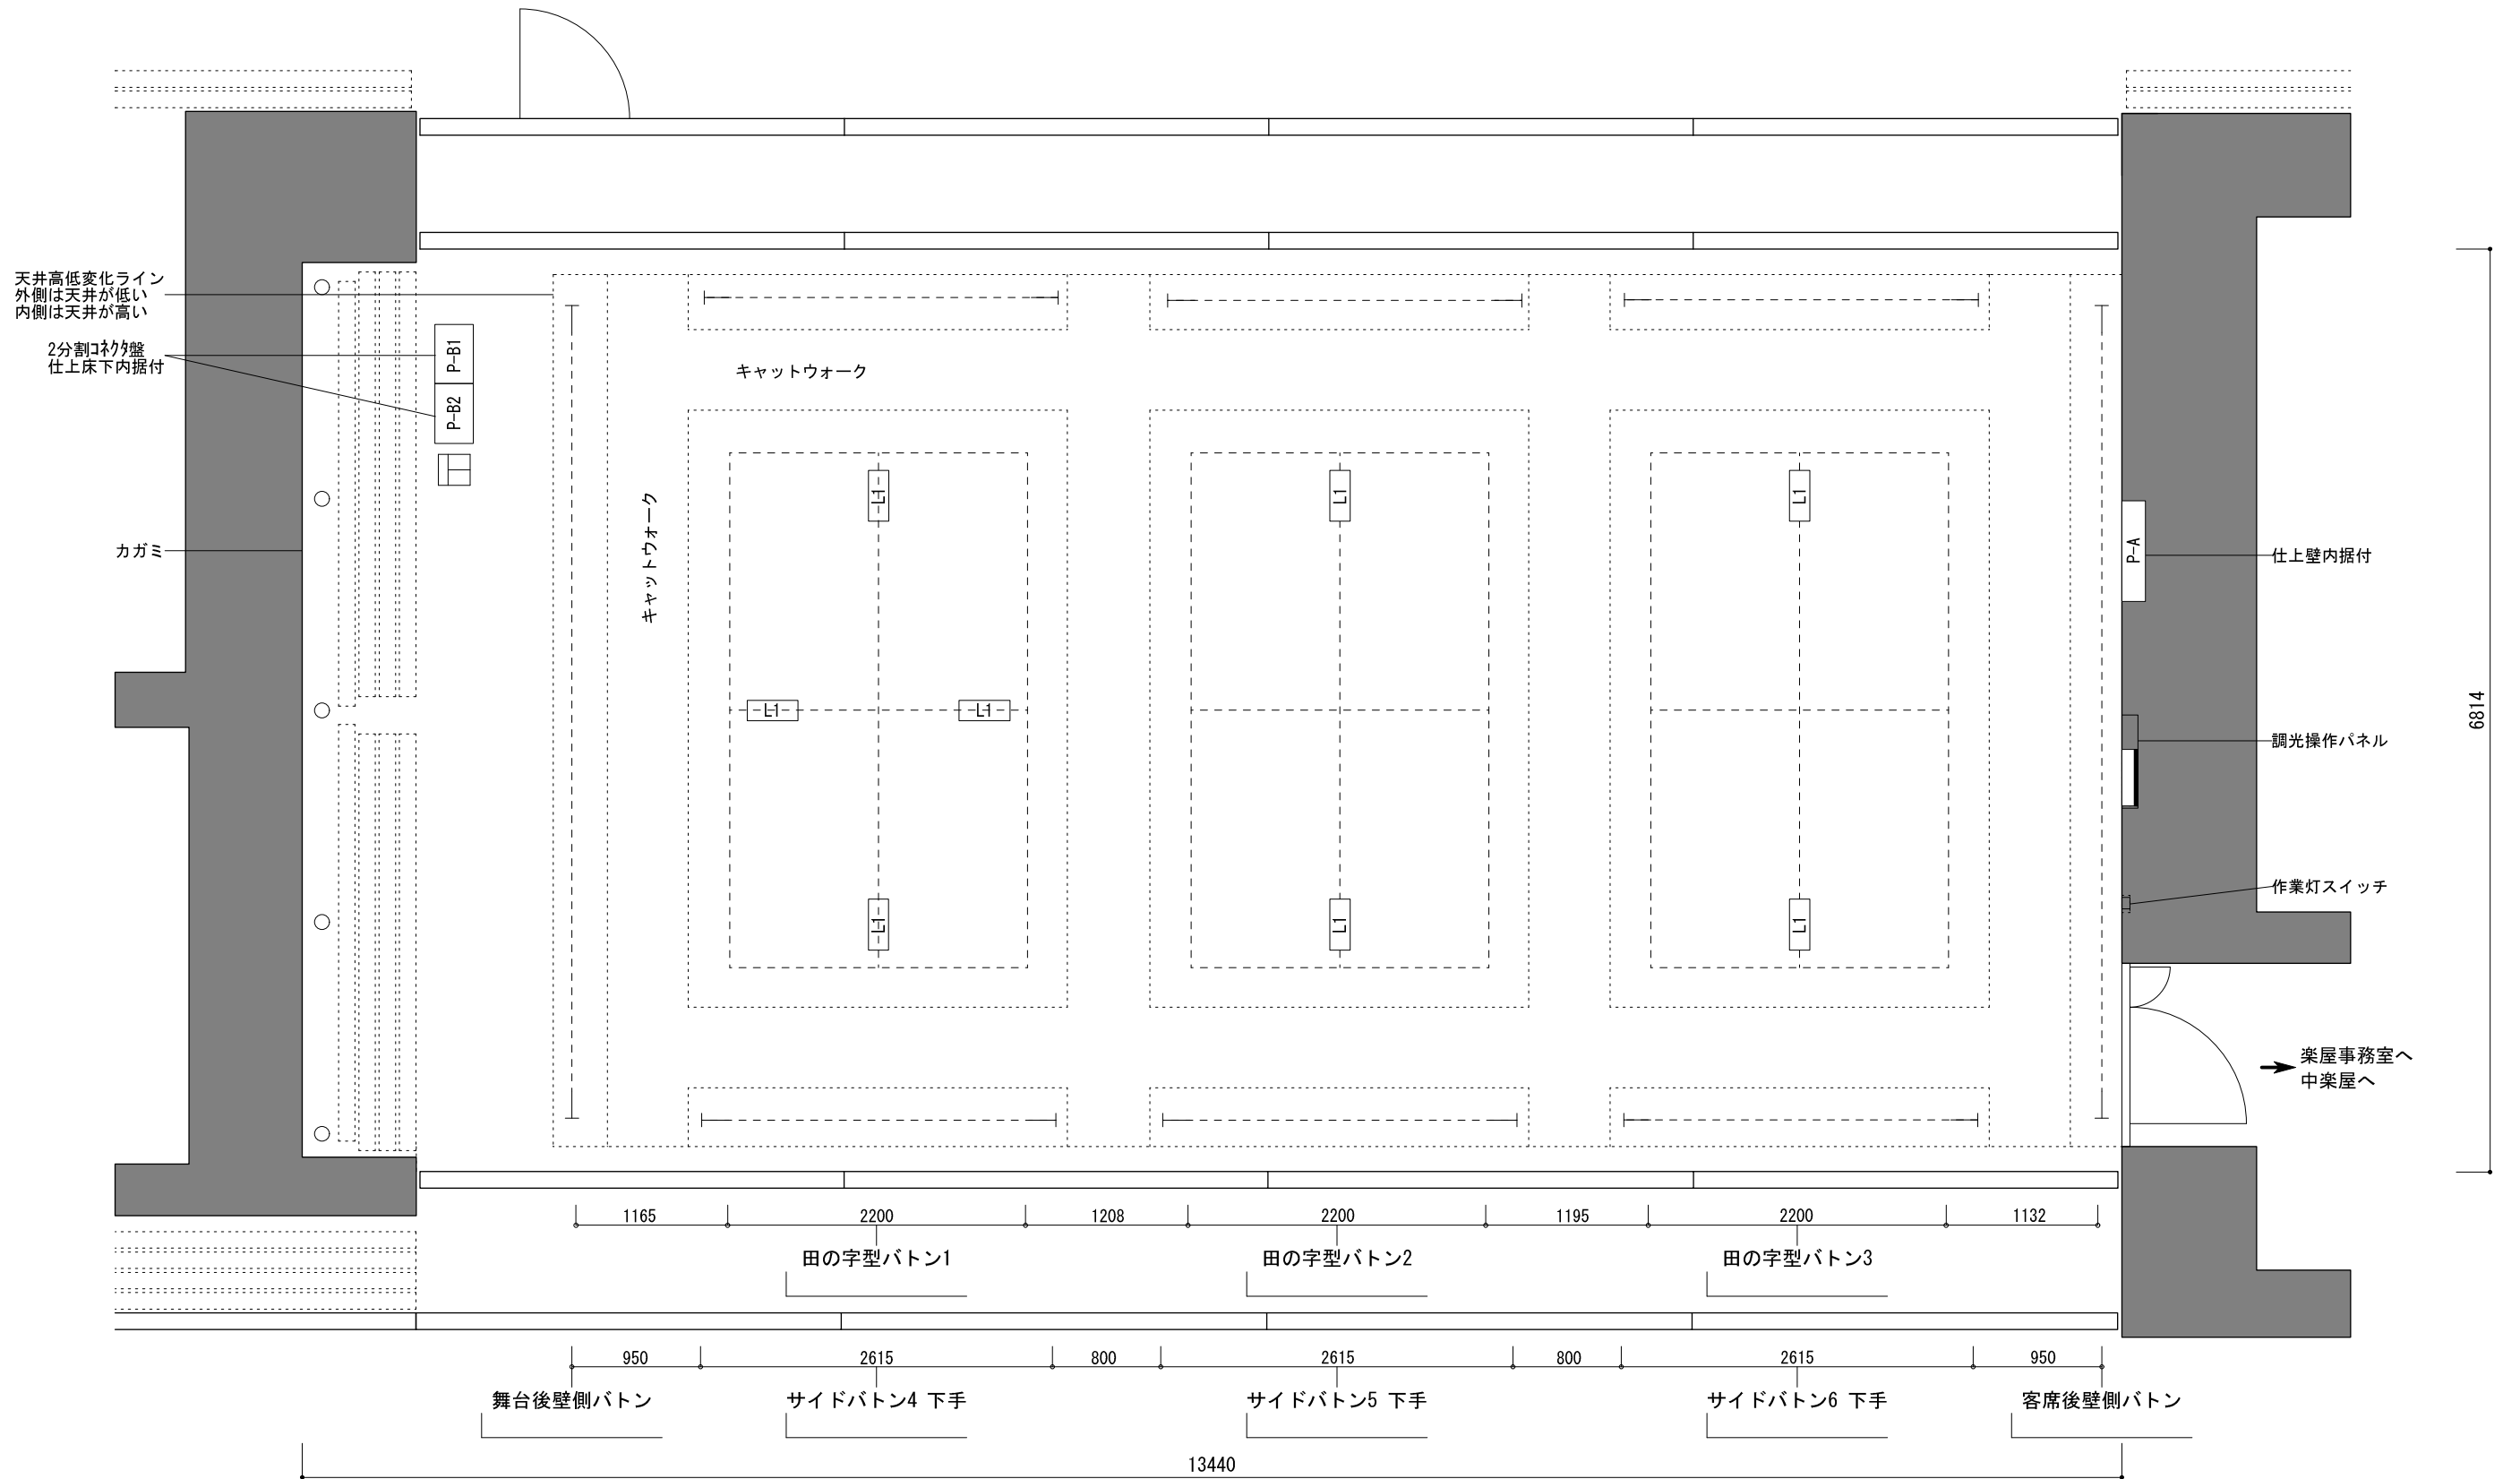 天井高低変化ライン
外側は天井が低い
内側は天井が高い
2分割ｺﾈｸﾀ盤
仕上床下内据付
P-B1
P-B2
キャットウォーク
キャットウォーク
カガミ
L1
L1
L1
L1
L1
L1
L1
L1
P-A
仕上壁内据付
調光操作パネル
作業灯スイッチ
楽屋事務室へ
中楽屋へ
6814
1165
2200
1208
2200
1195
2200
1132
田の字型バトン1
田の字型バトン2
田の字型バトン3
950
2615
800
2615
800
2615
950
舞台後壁側バトン
サイドバトン4 下手
サイドバトン5 下手
サイドバトン6 下手
客席後壁側バトン
13440